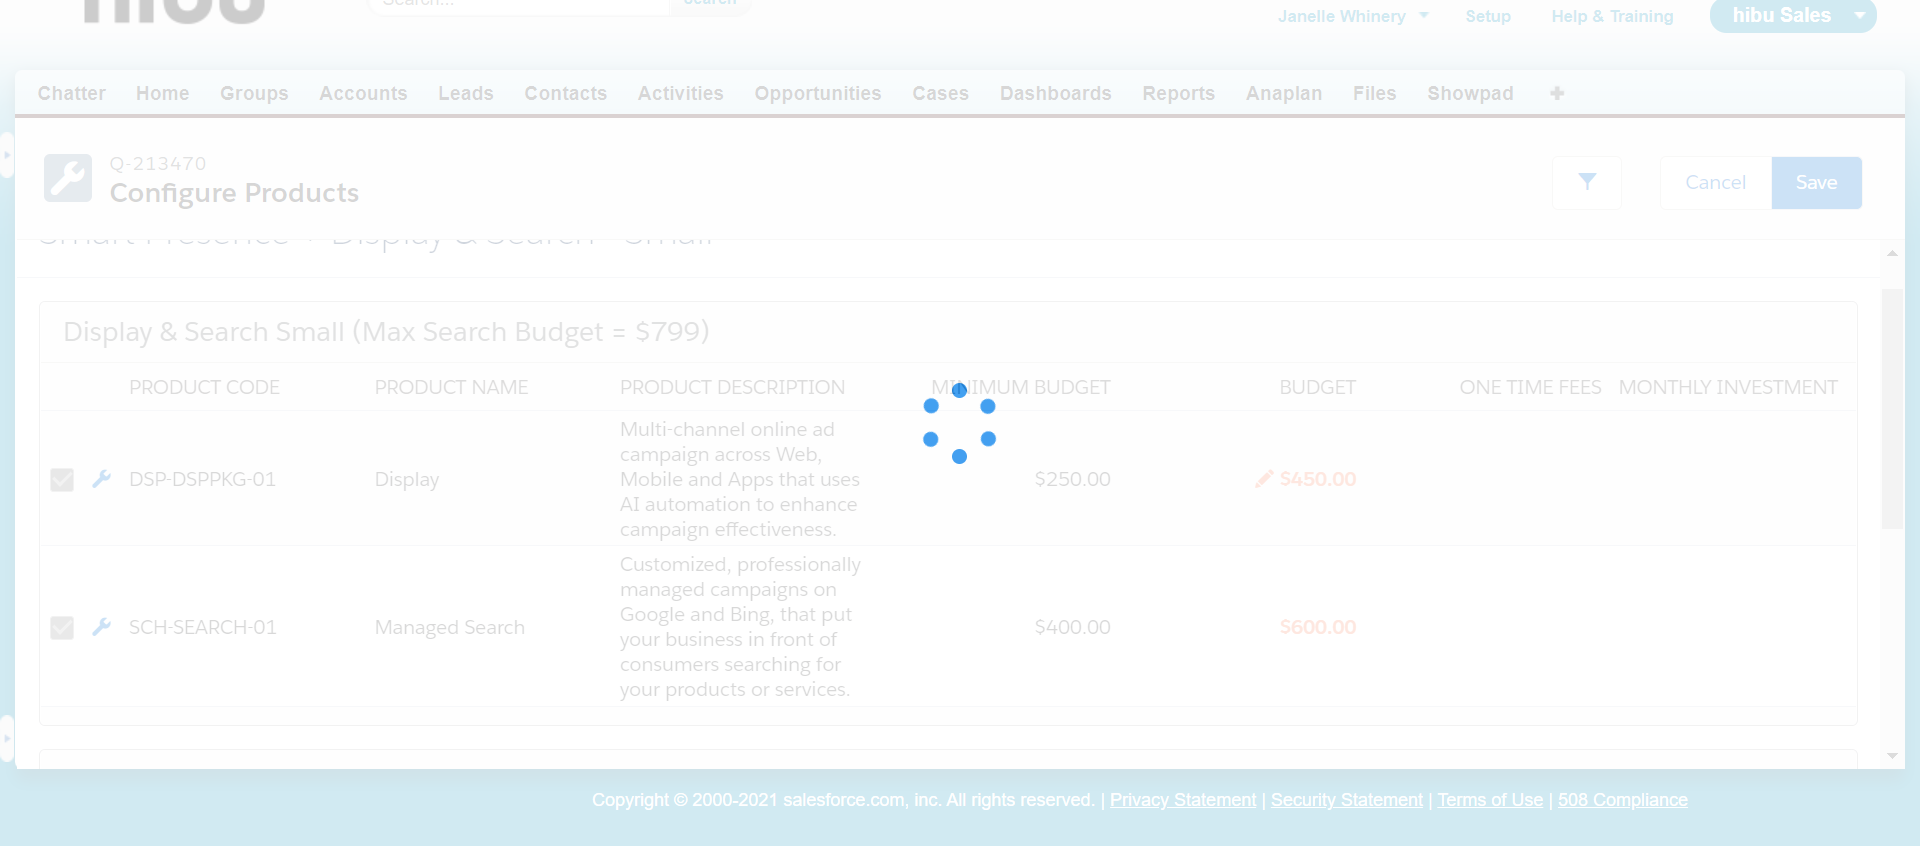 hibu
Search...
Search
Janelle Whinery
Setup
Help & Training
hibu Sales
Chatter Home Groups Accounts Leads Contacts Activities Opportunities Cases Dashboards Reports Anaplan Files Showpad
Q-213470
Configure Products
Cancel
Save
Display & Search Small (Max Search Budget = $799)
PRODUCT CODE PRODUCT NAME PRODUCT DESCRIPTION MINIMUM BUDGET BUDGET ONE TIME FEES MONTHLY INVESTMENT
Multi-channel online ad
campaign across Web,
DSP-DSPPKG-01 Display Mobile and Apps that uses $250.00 $450.00
AI automation to enhance
campaign effectiveness.
Customized, professionally
managed campaigns on
Google and Bing, that put
SCH-SEARCH-01 Managed Search your business in front of $400.00 $600.00
consumers searching for
your products or services.
Copyright © 2000-2021 salesforce.com, inc. All rights reserved. | Privacy Statement | Security Statement | Terms of Use | 508 Compliance